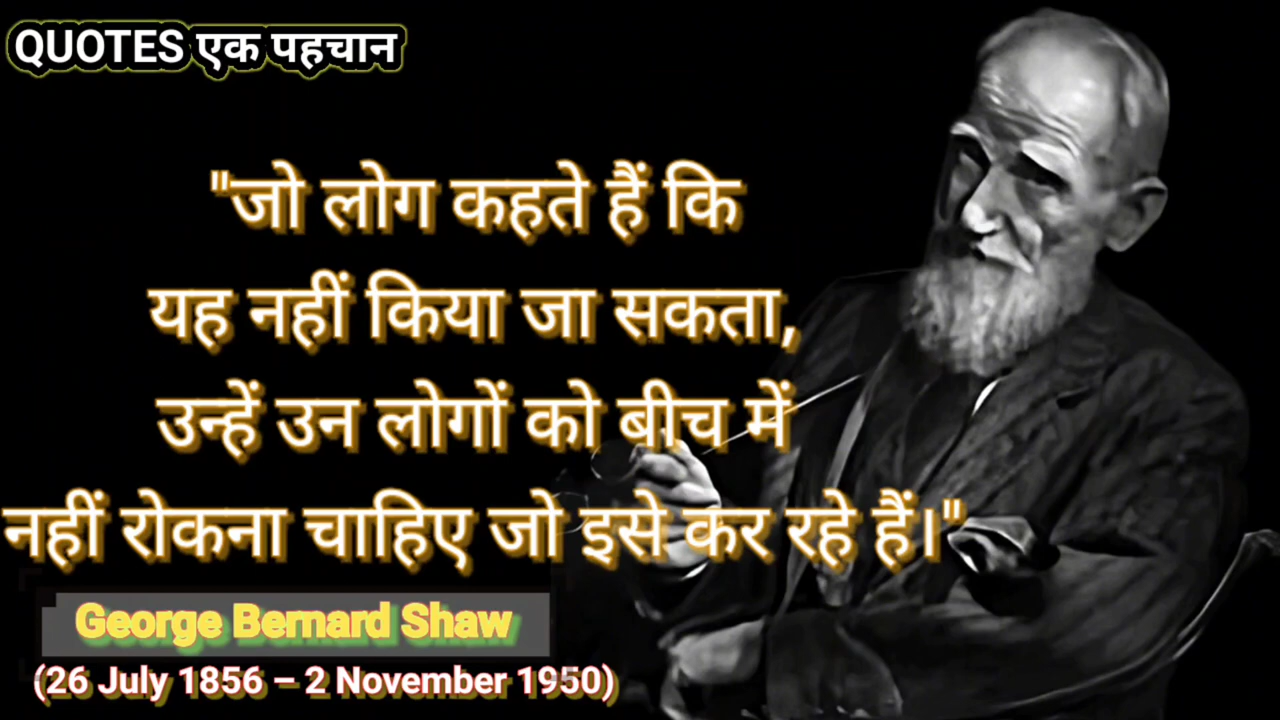 QUOTES एक पहचान
"जो लोग कहते हैं कि
यह नहीं किया जा सकता,
उन्हें उन लोगों को बीच में
नहीं रोकना चाहिए जो इसे कर रहे हैं।"
George Bernard Shaw
(26 July 1856 – 2 November 1950)